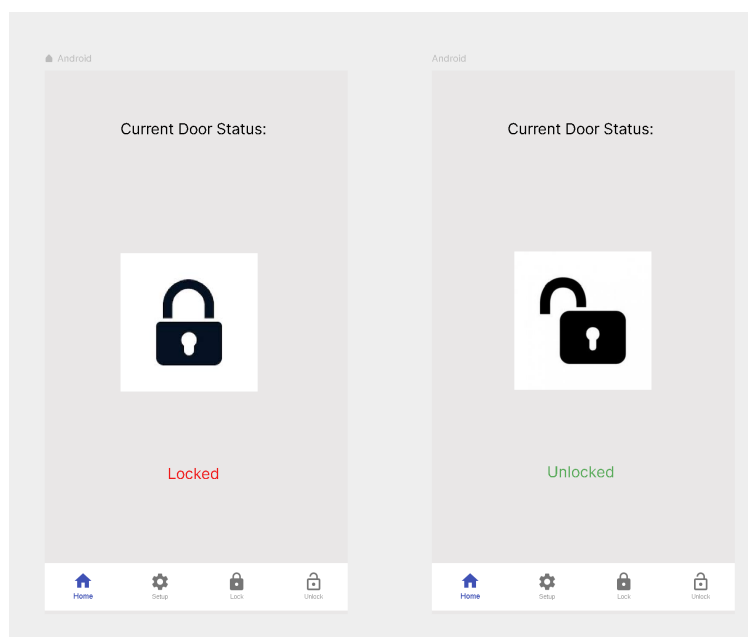 Android
Current Door Status:
Locked
Home
Setup
Lock
Unlock
Android
Current Door Status:
Unlocked
Home
Setup
Lock
Unlock